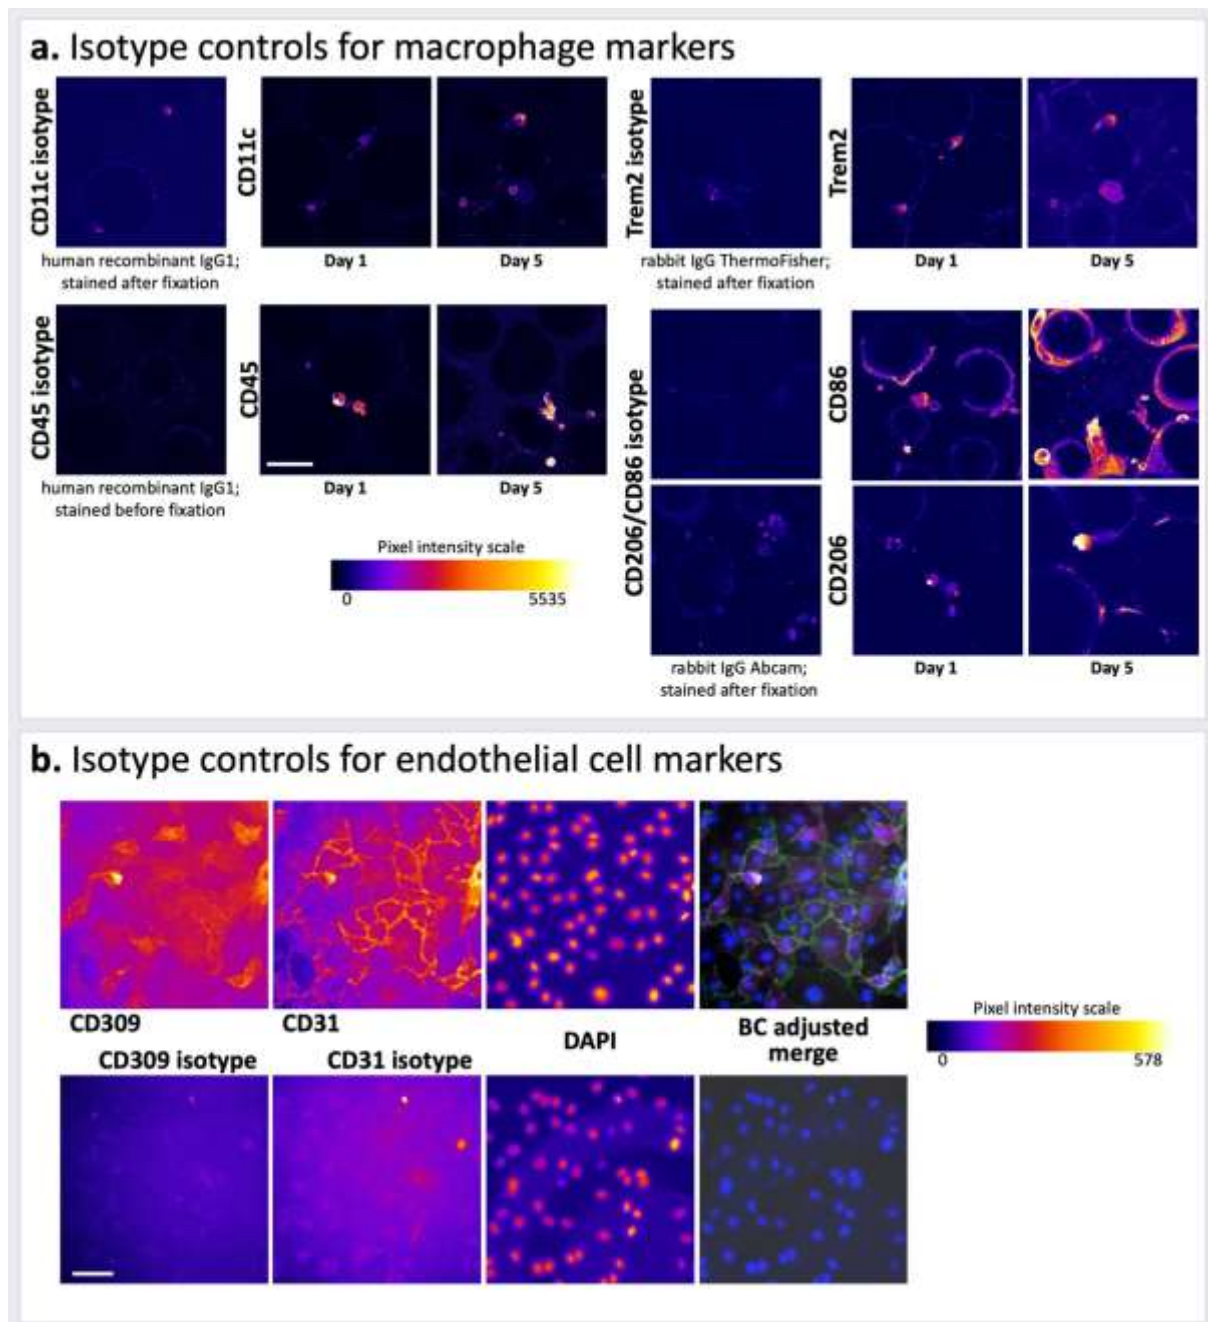 a. Isotype controls for macrophage markers
CD11c isotype
CD11c
Trem2 isotype
Trem2
human recombinant IgG1;
stained after fixation
Day 1
Day 5
rabbit IgG ThermoFisher;
stained after fixation
Day 1
Day 5
CD45 isotype
CD45
CD206/CD86 isotype
CD86
human recombinant IgG1;
stained before fixation
Day 1
Day 5
CD206
Pixel intensity scale
0
5535
rabbit IgG Abcam;
stained after fixation
Day 1
Day 5
b. Isotype controls for endothelial cell markers
CD309
CD31
DAPI
BC adjusted
merge
Pixel intensity scale
0
578
CD309 isotype
CD31 isotype